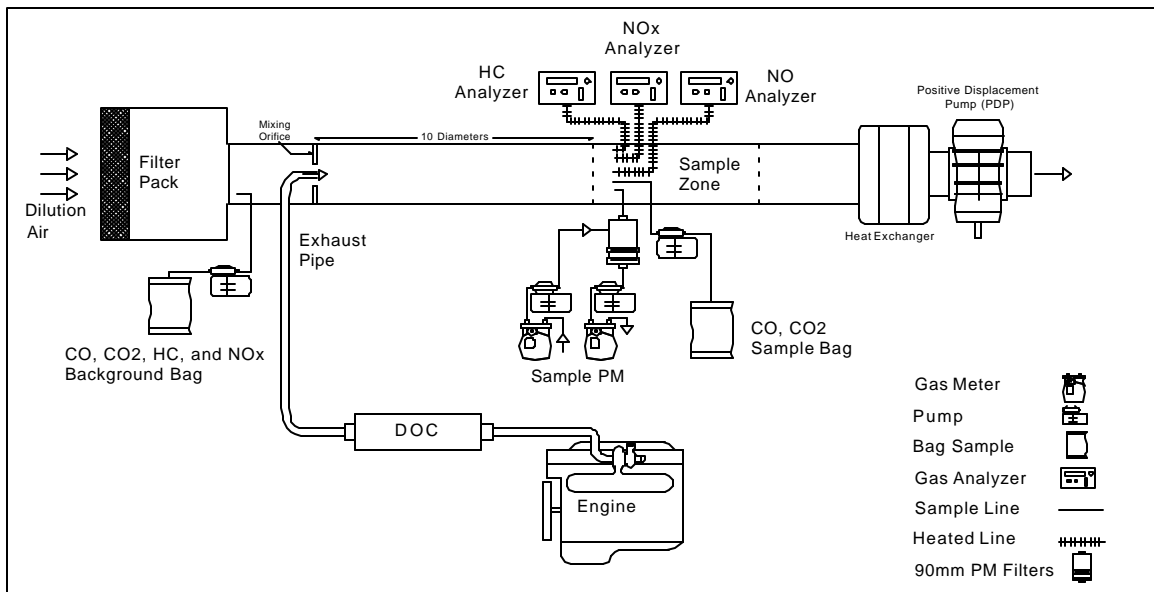 NOx
Analyzer
HC
Analyzer
NO
Analyzer
Positive Displacement
Pump (PDP)
Mixing
Orifice
10 Diameters
Filter
Pack
Sample
Zone
Dilution
Air
Exhaust
Pipe
Heat Exchanger
CO, CO2, HC, and NOx
Background Bag
Sample PM
CO, CO2
Sample Bag
DOC
Engine
Gas Meter
Pump
Bag Sample
Gas Analyzer
Sample Line
Heated Line
90mm PM Filters